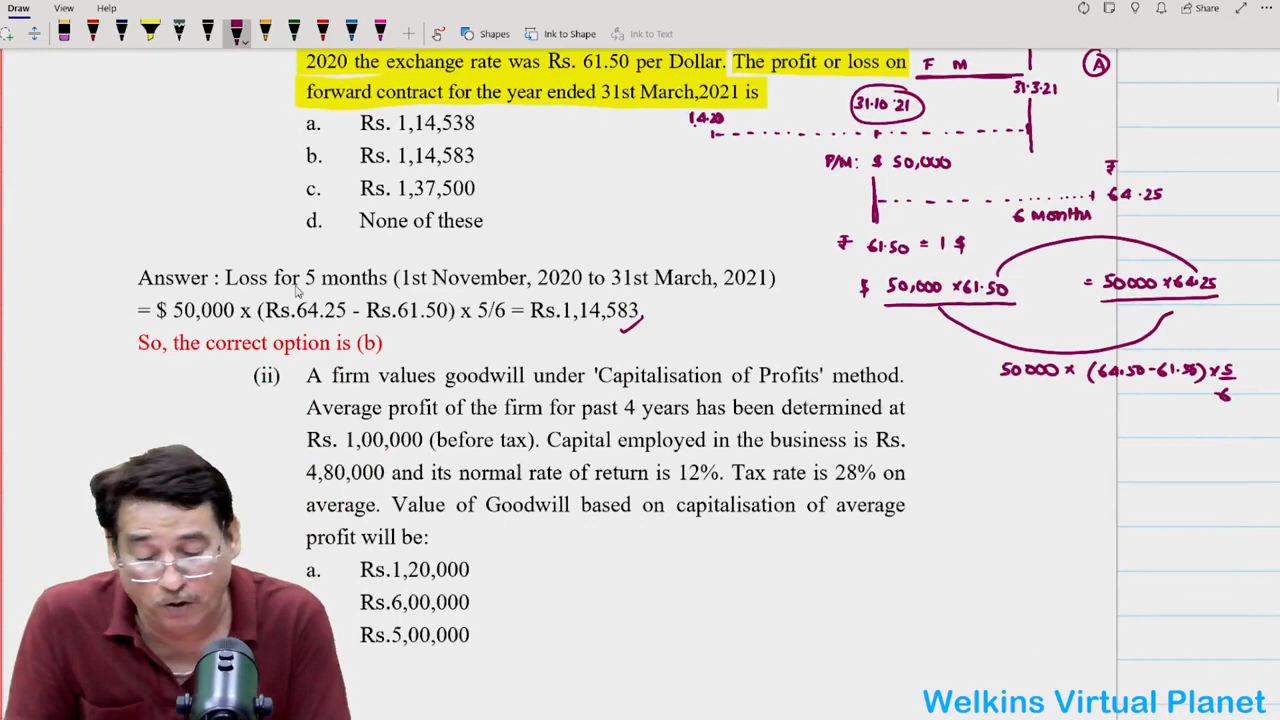 Draw View Help
Share
Shapes Ink to Shape Ink to Text
2020 the exchange rate was Rs. 61.50 per Dollar. The profit or loss on
forward contract for the year ended 31st March,2021 is
a. Rs. 1,14,538
b. Rs. 1,14,583
c. Rs. 1,37,500
d. None of these
Answer : Loss for 5 months (1st November, 2020 to 31st March, 2021)
= $ 50,000 x (Rs.64.25 - Rs.61.50) x 5/6 = Rs.1,14,583
So, the correct option is (b)
(ii) A firm values goodwill under 'Capitalisation of Profits' method.
Average profit of the firm for past 4 years has been determined at
Rs. 1,00,000 (before tax). Capital employed in the business is Rs.
4,80,000 and its normal rate of return is 12%. Tax rate is 28% on
average. Value of Goodwill based on capitalisation of average
profit will be:
a. Rs.1,20,000
Rs.6,00,000
Rs.5,00,000
F M
A
31.3.21
31.10.21
1.4.20
P/M: $ 50,000
₹
64.25
6 months
₹ 61.50 = 1 $
$ 50,000 × 61.50 = 50000 × 64.25
50000 × (64.50-61.50) × 5
6
Welkins Virtual Planet